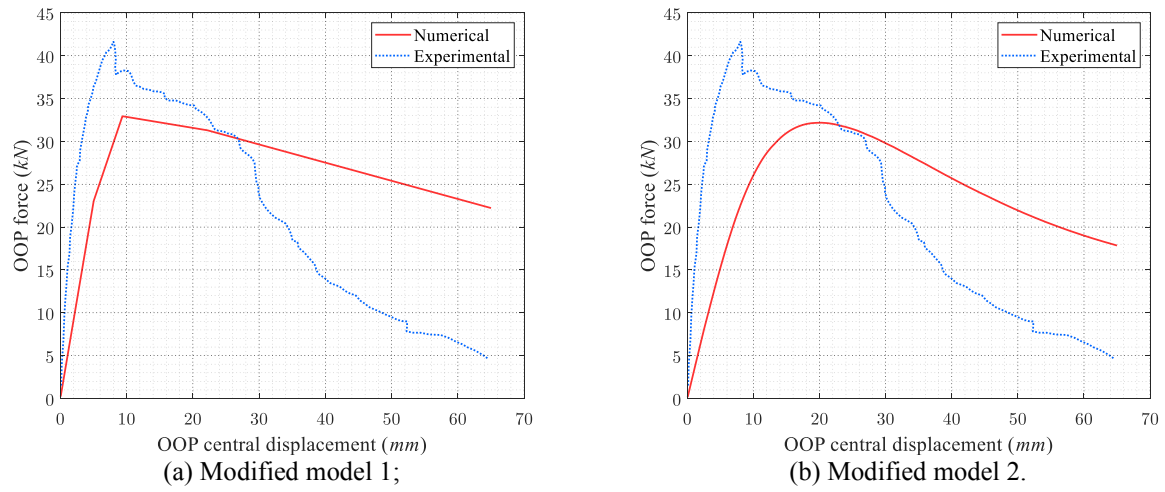 45
40
35
30
25
20
15
10
5
0
OOP force (kN)
Numerical
Experimental
0 10 20 30 40 50 60 70
OOP central displacement (mm)
(a) Modified model 1;
45
40
35
30
25
20
15
10
5
0
OOP force (kN)
Numerical
Experimental
0 10 20 30 40 50 60 70
OOP central displacement (mm)
(b) Modified model 2.